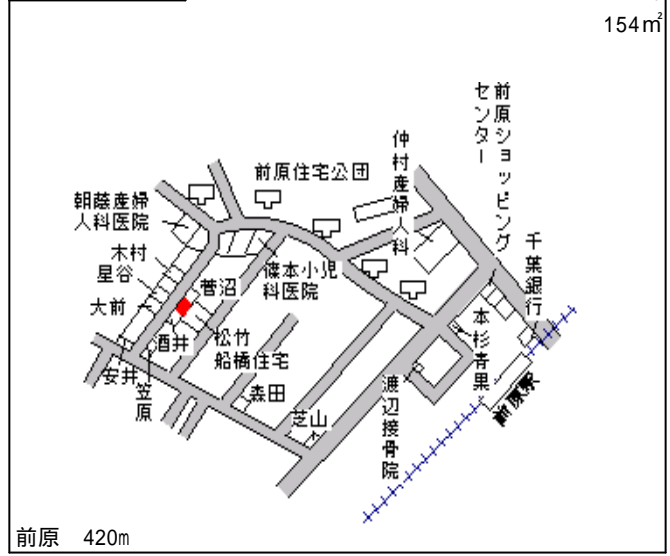 154㎡
前原ショッピング
センター
仲村産婦人科
前原住宅公団
千葉銀行
朝蔭産婦
人科医院
木村
星谷
菅沼
篠本小児
科医院
大前
酒井
松竹
船橋住宅
本杉青果
安井
笠原
森田
渡辺接骨院
前原駅
芝山
前原 420m